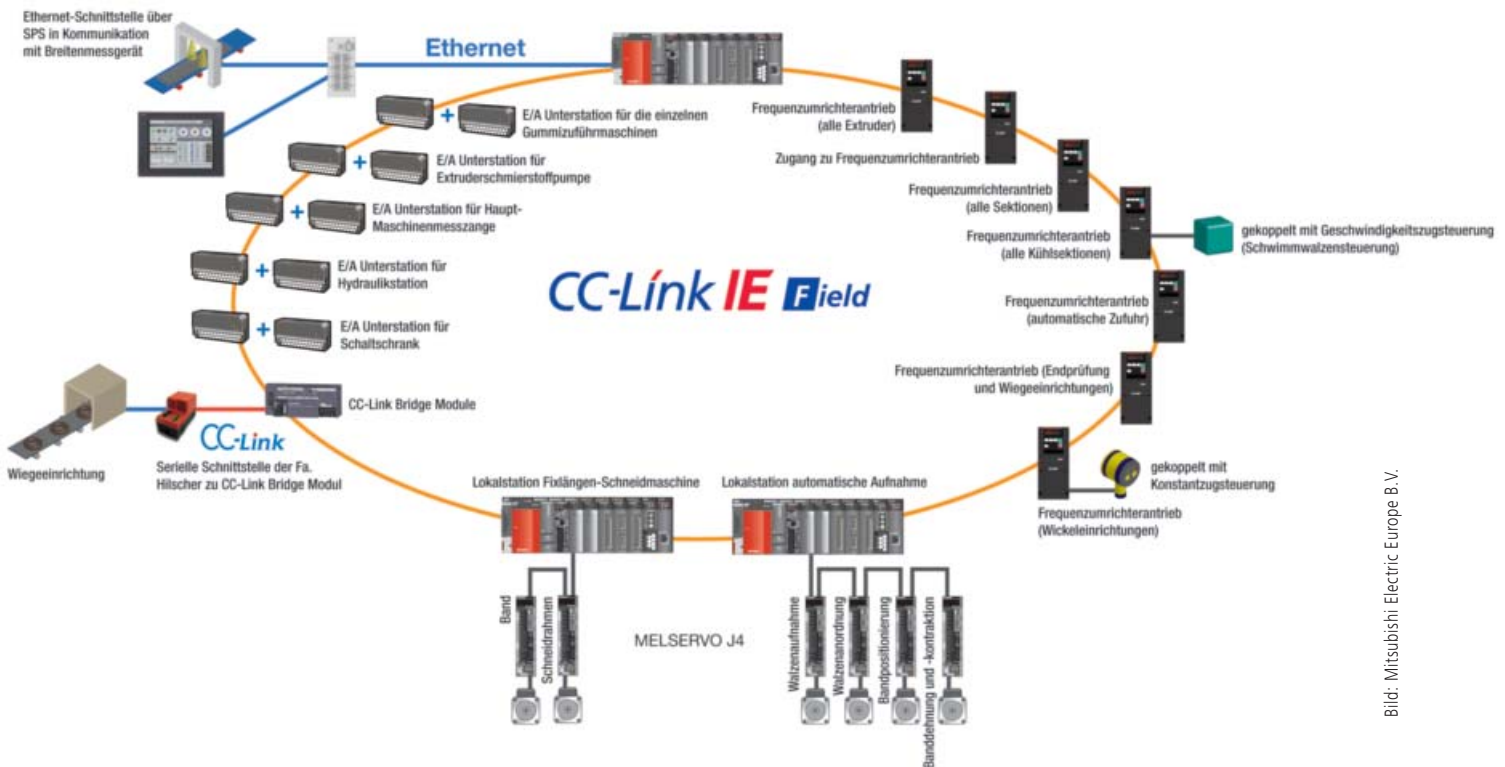 Ethernet-Schnittstelle über
SPS in Kommunikation
mit Breitenmessgerät
Ethernet
E/A Unterstation für die einzelnen
Gummizuführmaschinen
E/A Unterstation für
Extruderschmierstoffpumpe
E/A Unterstation für Haupt-
Maschinenmesszange
E/A Unterstation für
Hydraulikstation
E/A Unterstation für
Schaltschrank
CC-Link Bridge Module
Wiegeeinrichtung
CC-Link
Serielle Schnittstelle der Fa.
Hilscher zu CC-Link Bridge Modul
CC-Link IE Field
Frequenzumrichterantrieb
(alle Extruder)
Zugang zu Frequenzumrichterantrieb
Frequenzumrichterantrieb
(alle Sektionen)
Frequenzumrichterantrieb
(alle Kühlsektionen)
gekoppelt mit Geschwindigkeitszugsteuerung
(Schwimmwalzensteuerung)
Frequenzumrichterantrieb
(automatische Zufuhr)
Frequenzumrichterantrieb (Endprüfung
und Wiegeeinrichtungen)
gekoppelt mit
Konstantzugsteuerung
Frequenzumrichterantrieb
(Wickeleinrichtungen)
Lokalstation Fixlängen-Schneidmaschine
Lokalstation automatische Aufnahme
Band
Schneidrahmen
MELSERVO J4
Walzenaufnahme
Walzenanordnung
Bandpositionierung
Banddehnung und -kontraktion
Bild: Mitsubishi Electric Europe B.V.